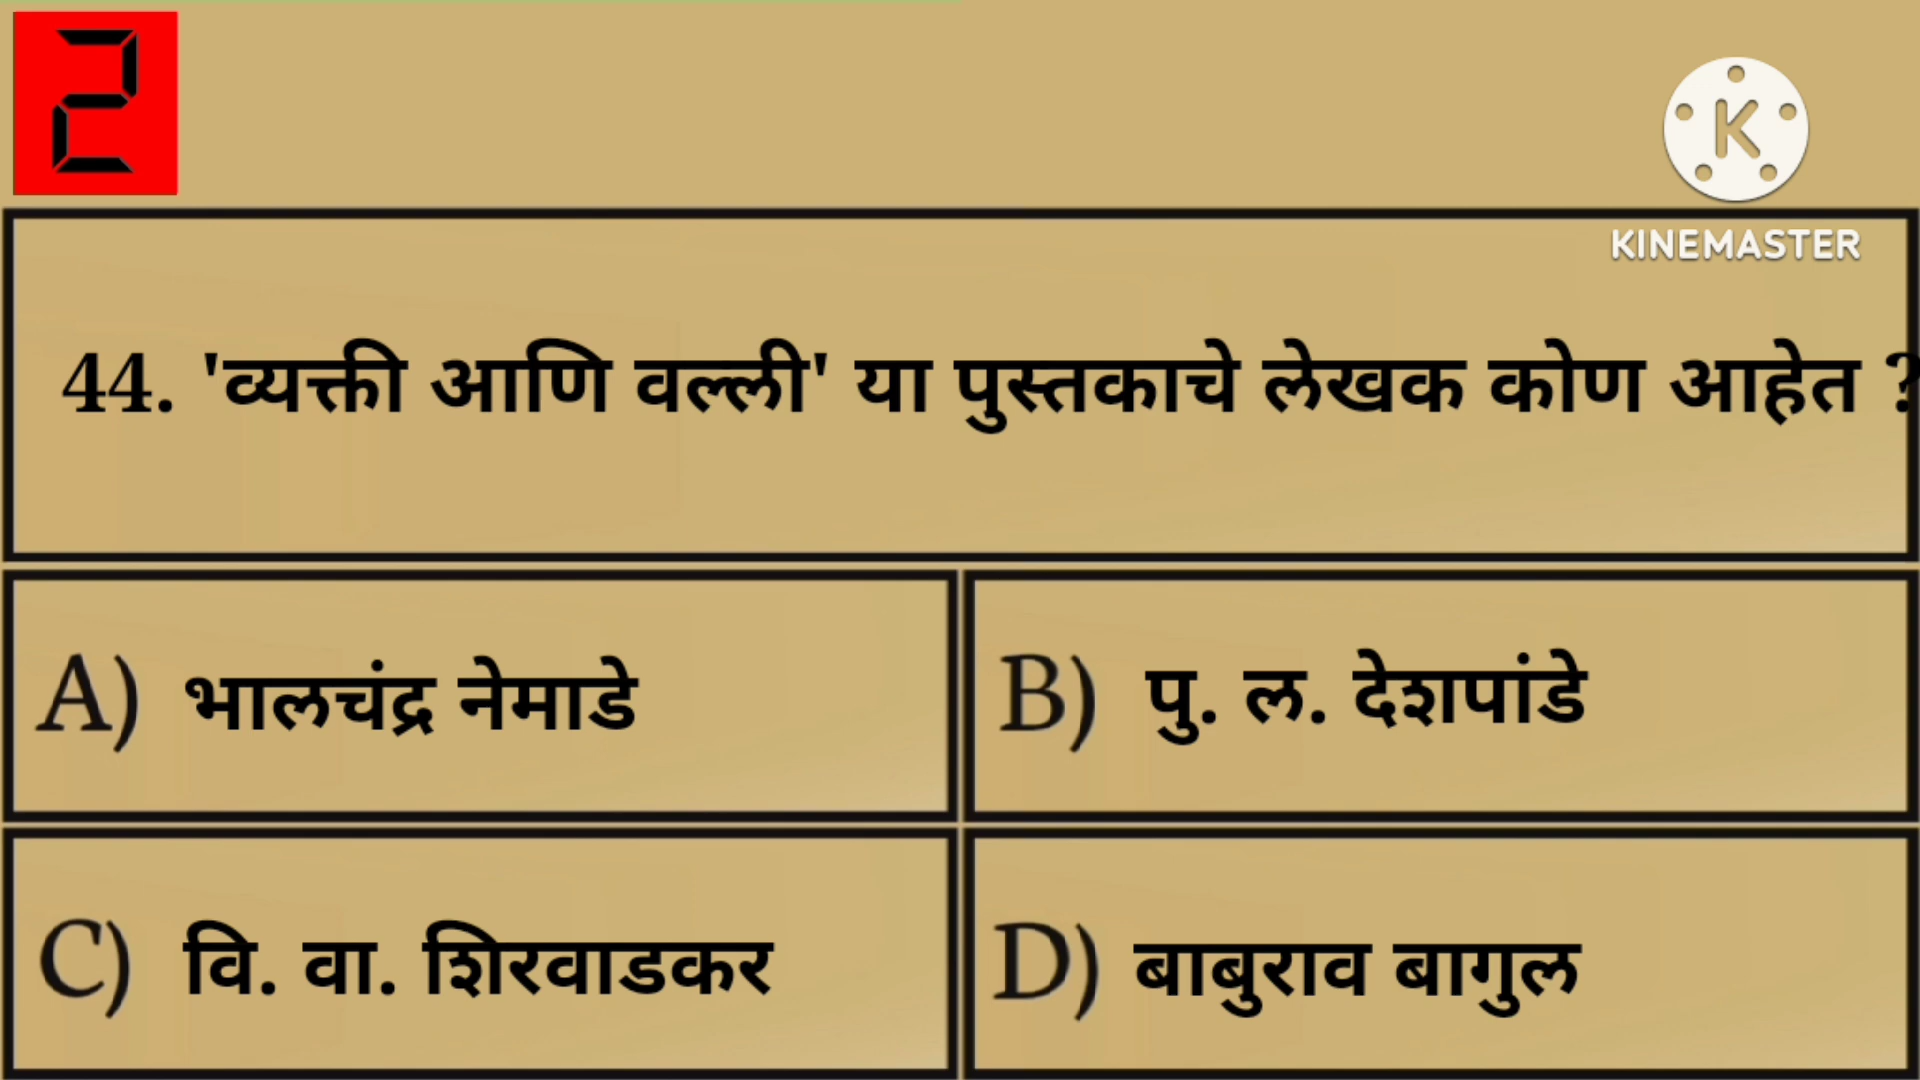 2
K
KINEMASTER
44. 'व्यक्ती आणि वल्ली' या पुस्तकाचे लेखक कोण आहेत ?
A) भालचंद्र नेमाडे
B) पु. ल. देशपांडे
C) वि. वा. शिरवाडकर
D) बाबुराव बागुल